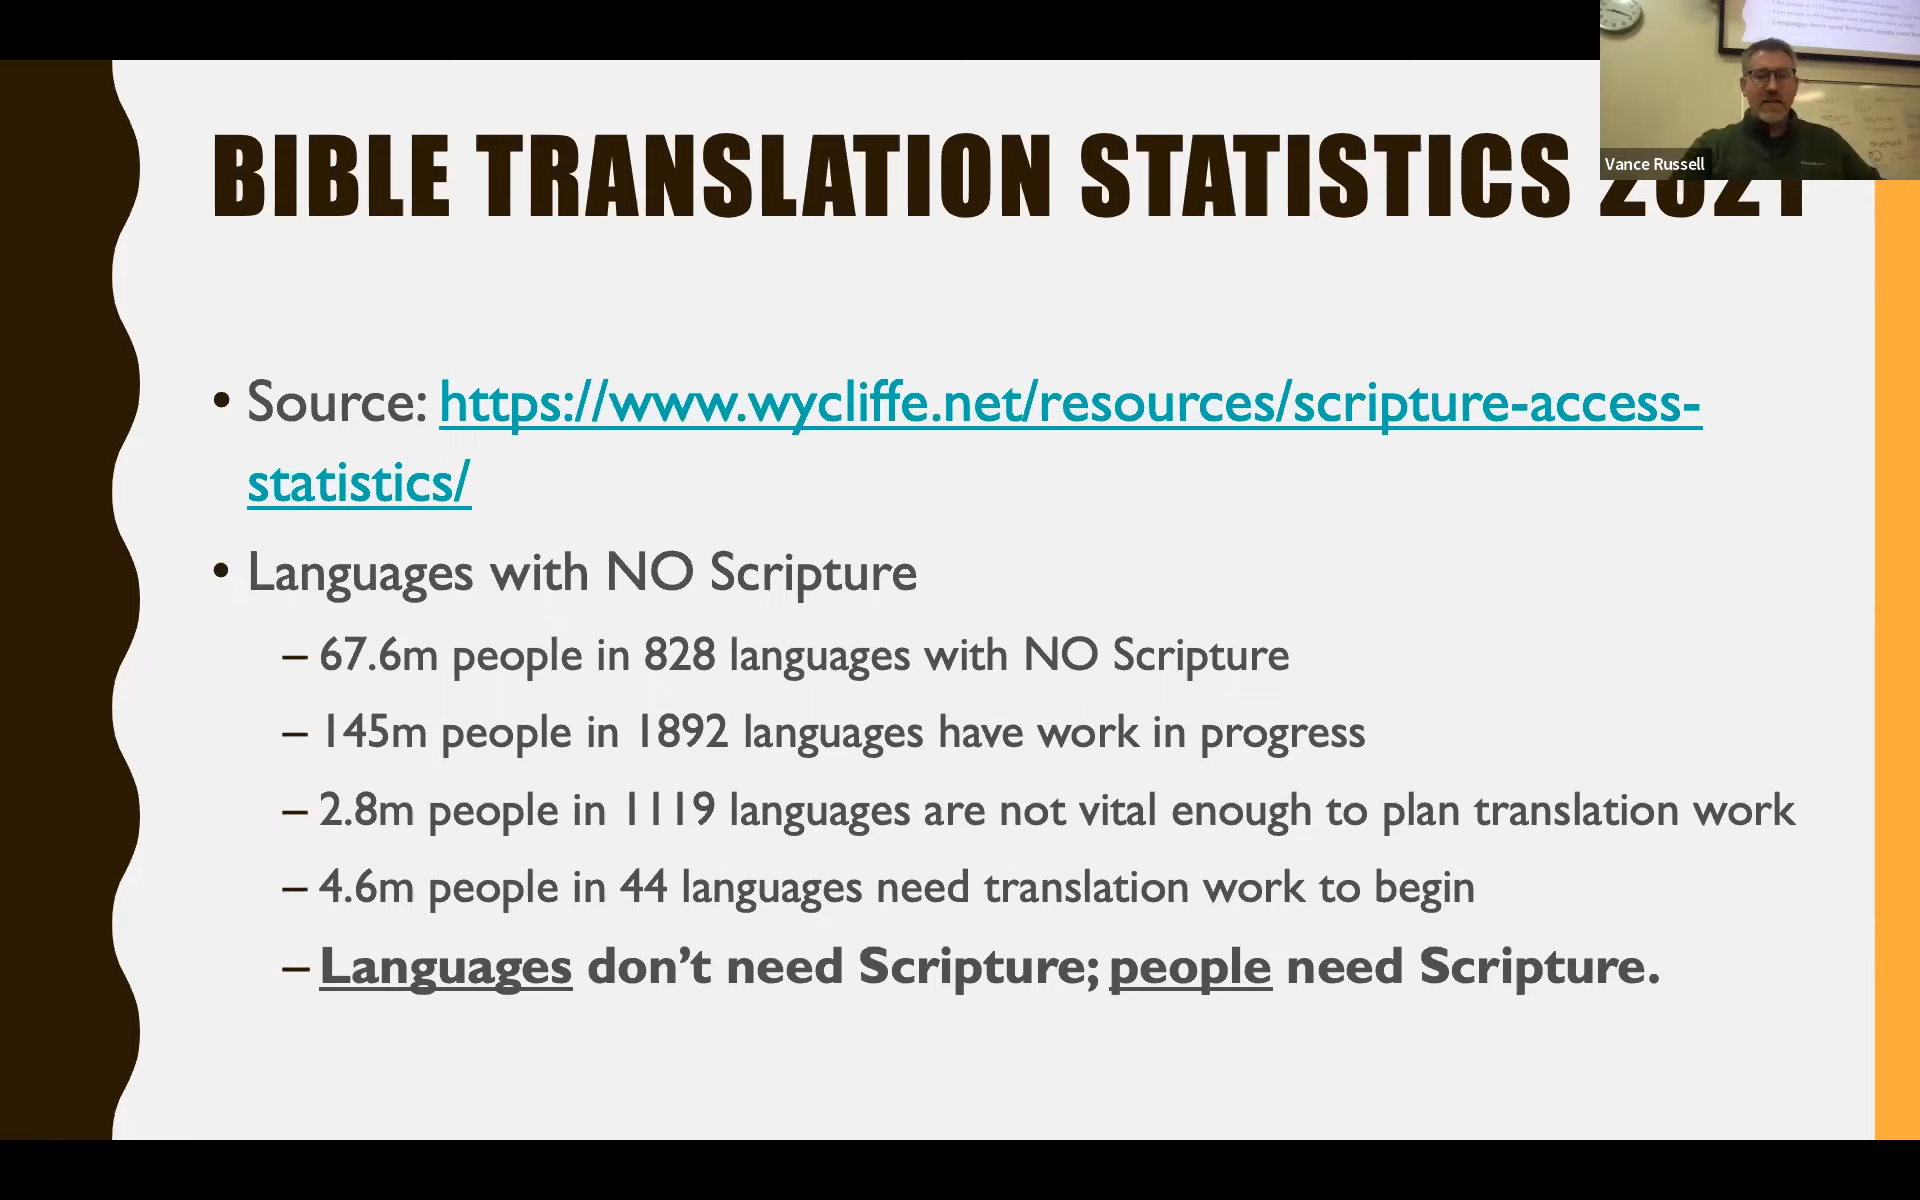 BIBLE TRANSLATION STATISTICS 2021
Vance Russell
• Source: https://www.wycliffe.net/resources/scripture-access-
statistics/
• Languages with NO Scripture
– 67.6m people in 828 languages with NO Scripture
– 145m people in 1892 languages have work in progress
– 2.8m people in 1119 languages are not vital enough to plan translation work
– 4.6m people in 44 languages need translation work to begin
– Languages don’t need Scripture; people need Scripture.